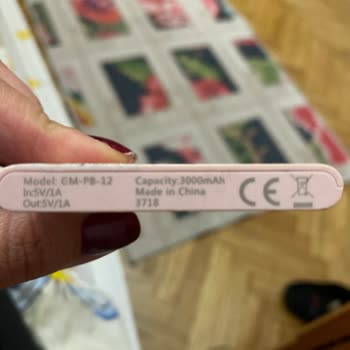 Model: GM-PB-12
In:5V/1A
Out:5V/1A
Capacity:3000mAh
Made in China
3718
CE